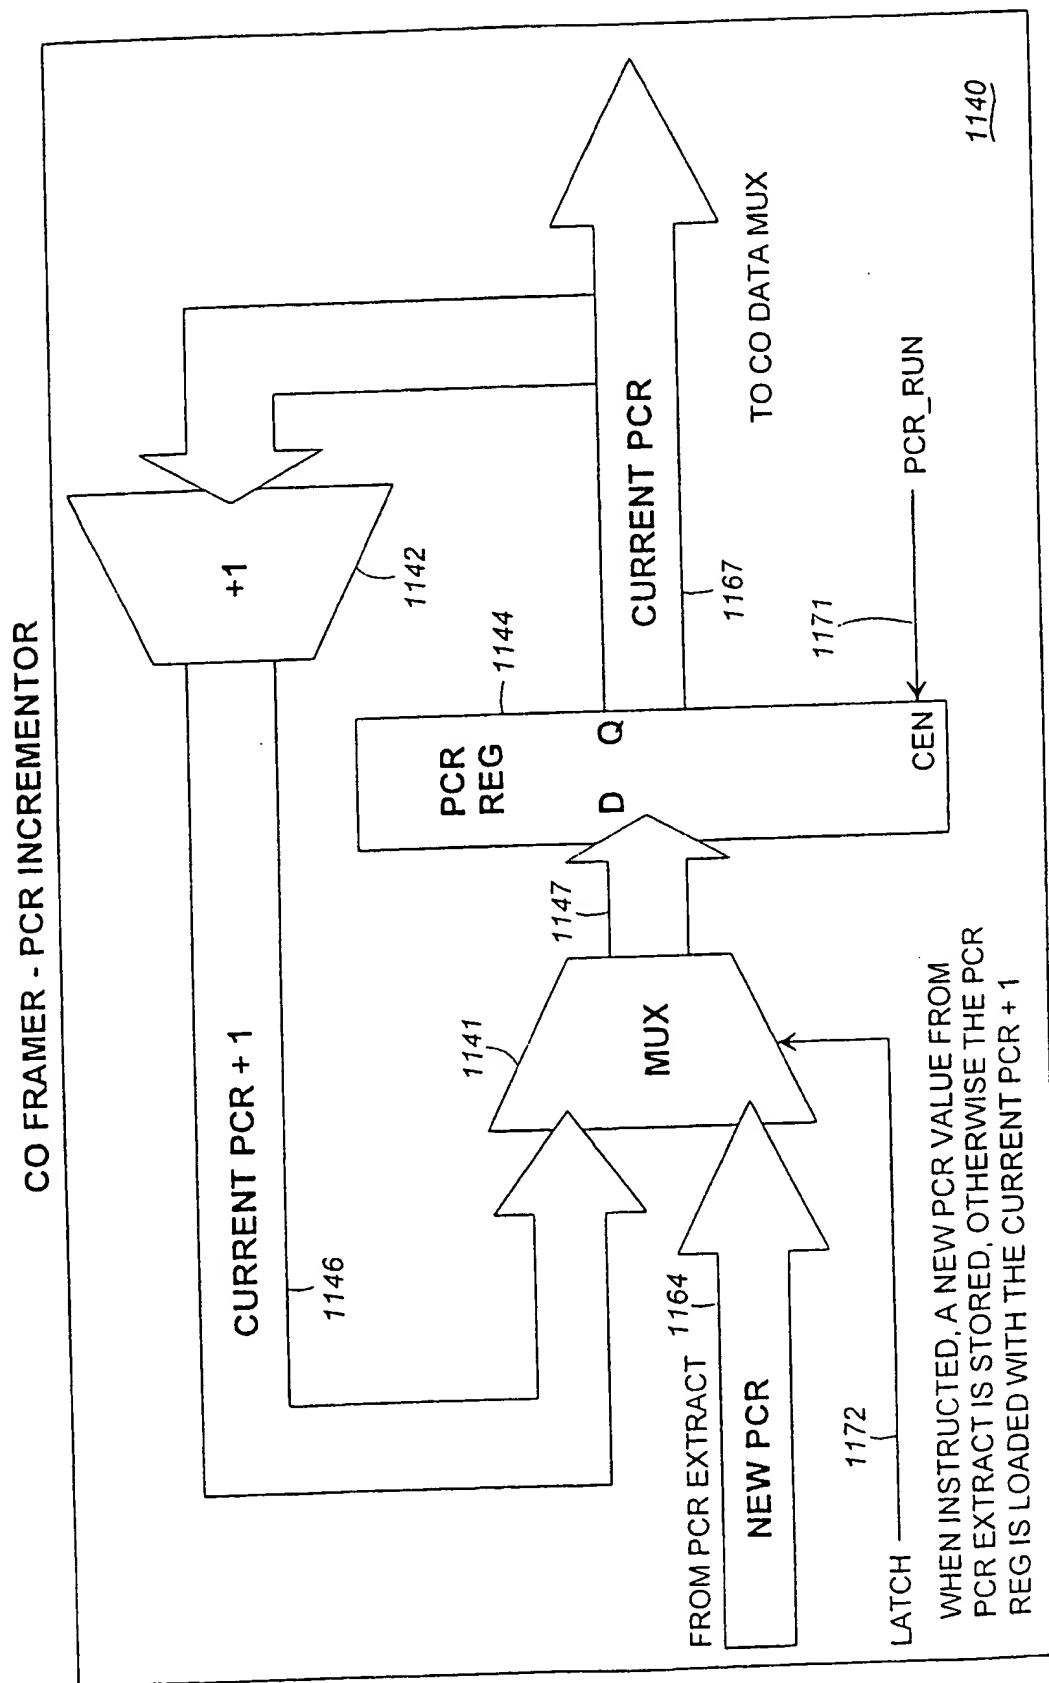 CO FRAMER - PCR INCREMENTOR
CURRENT PCR + 1
+1
1142
1146
1141
MUX
1147
PCR
REG
D Q
1144
CEN
CURRENT PCR
1167
TO CO DATA MUX
1171
PCR_RUN
FROM PCR EXTRACT 1164
NEW PCR
1172
LATCH
WHEN INSTRUCTED, A NEW PCR VALUE FROM
PCR EXTRACT IS STORED, OTHERWISE THE PCR
REG IS LOADED WITH THE CURRENT PCR + 1
1140